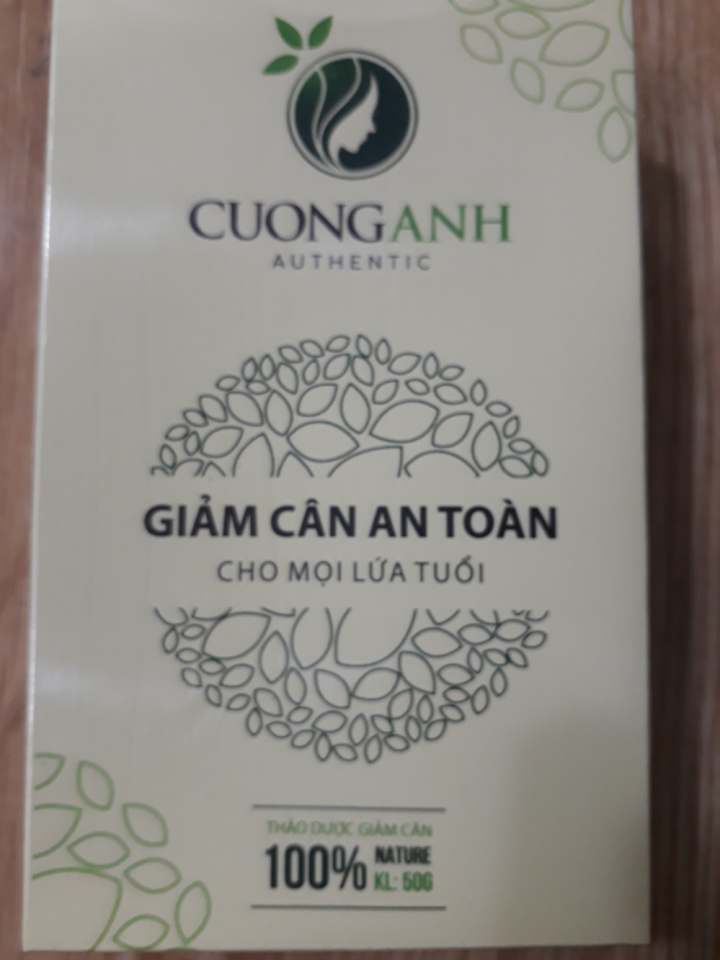 CUONGANH
AUTHENTIC
GIẢM CÂN AN TOÀN
CHO MỌI LỨA TUỔI
THẢO DƯỢC GIẢM CÂN
100% NATURE
KL: 50G